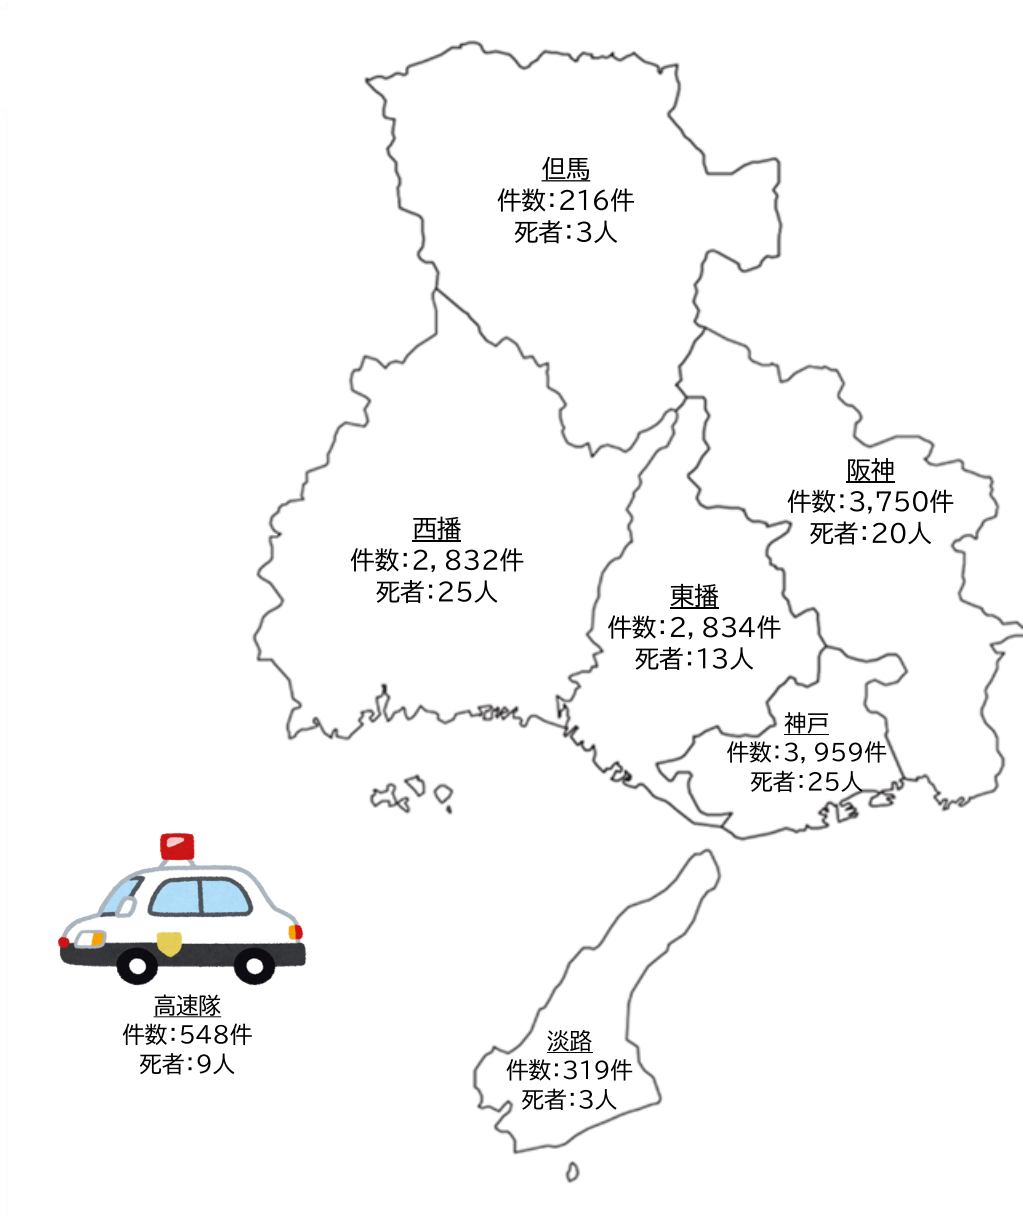 但馬
件数：216件
死者：3人
阪神
件数：3,750件
死者：20人
西播
件数：2，832件
死者：25人
東播
件数：2，834件
死者：13人
神戸
件数：3，959件
死者：25人
高速隊
件数：548件
死者：9人
淡路
件数：319件
死者：3人